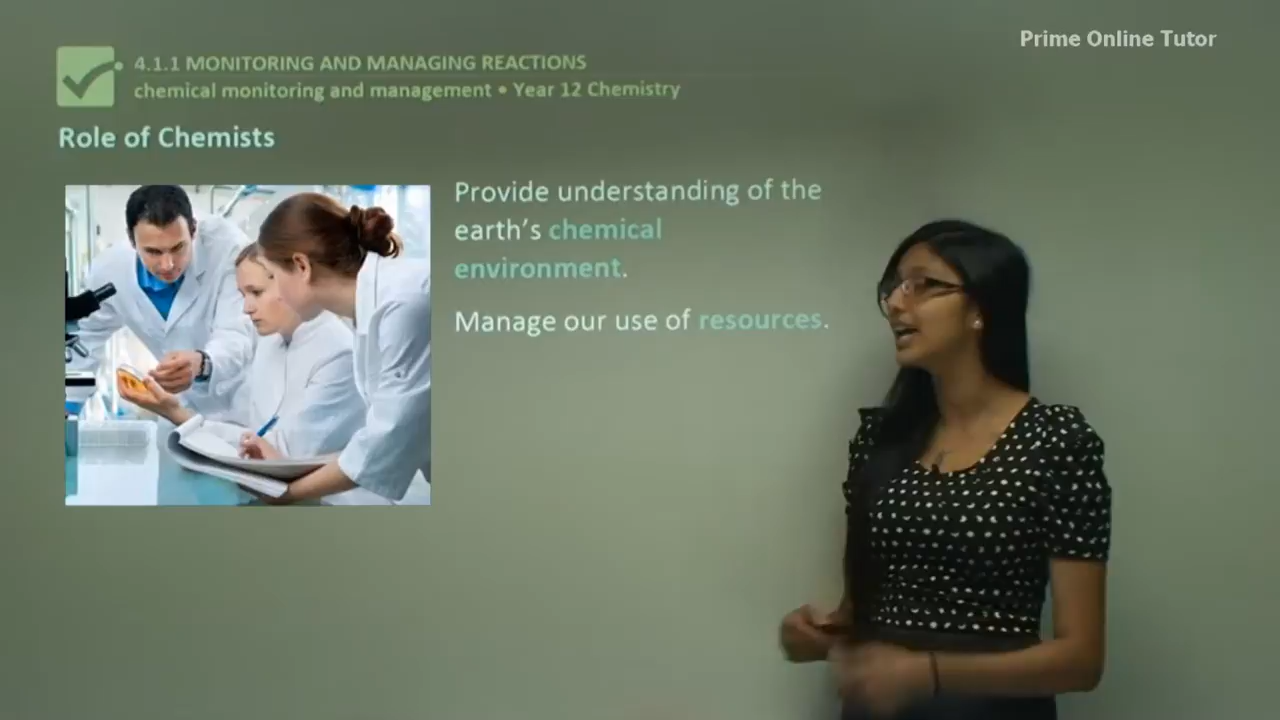 Prime Online Tutor
4.1.1 MONITORING AND MANAGING REACTIONS
chemical monitoring and management • Year 12 Chemistry
Role of Chemists
Provide understanding of the
earth's chemical
environment.
Manage our use of resources.